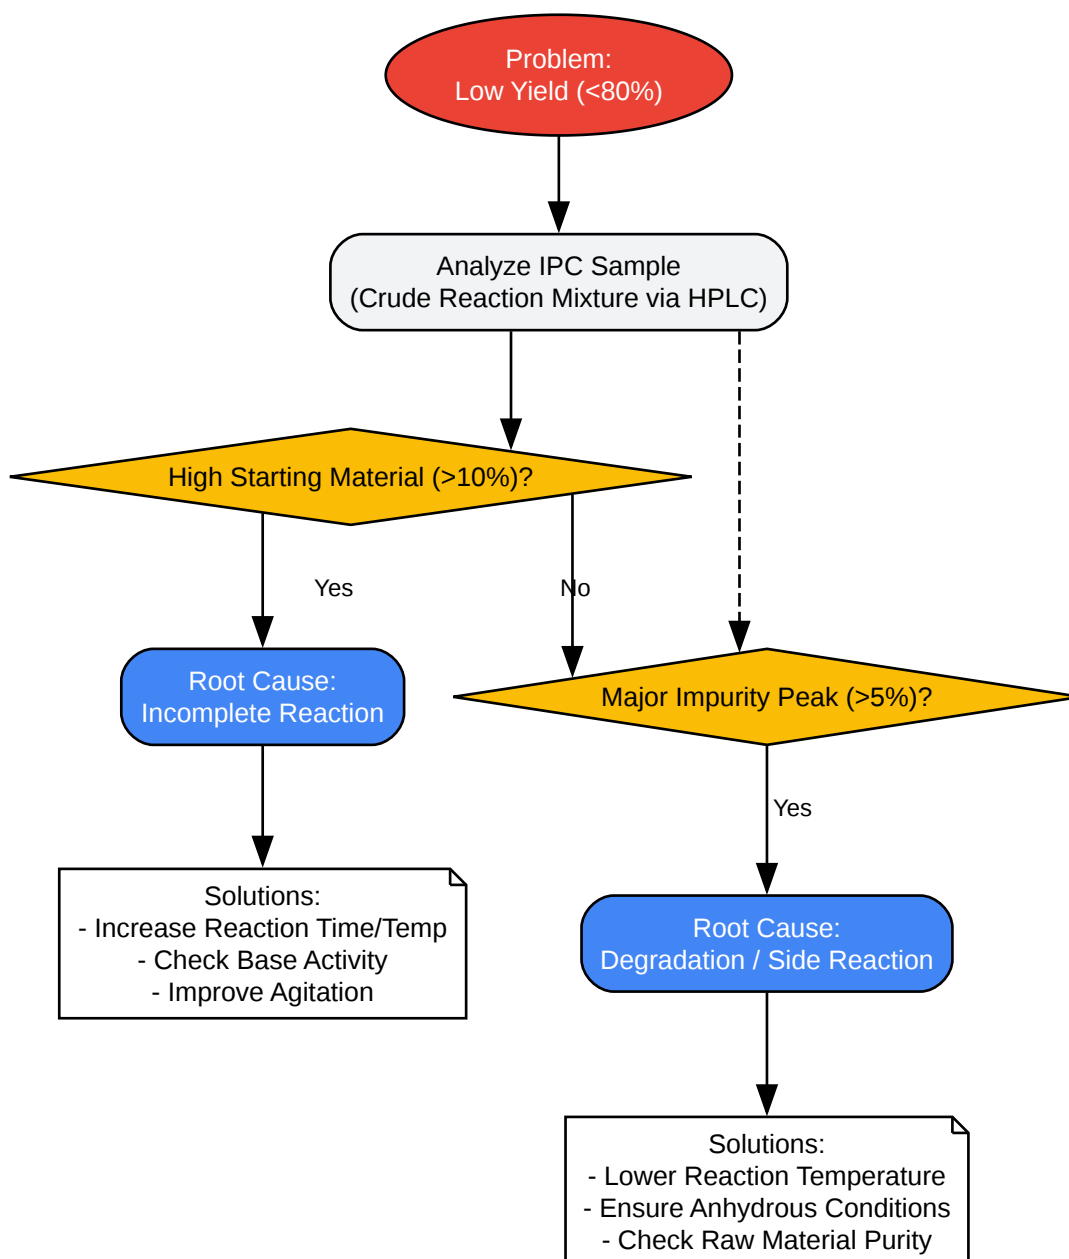 Problem:
Low Yield (<80%)
Analyze IPC Sample
(Crude Reaction Mixture via HPLC)
High Starting Material (>10%)?
Yes
No
Root Cause:
Incomplete Reaction
Major Impurity Peak (>5%)?
Yes
Solutions:
- Increase Reaction Time/Temp
- Check Base Activity
- Improve Agitation
Root Cause:
Degradation / Side Reaction
Solutions:
- Lower Reaction Temperature
- Ensure Anhydrous Conditions
- Check Raw Material Purity